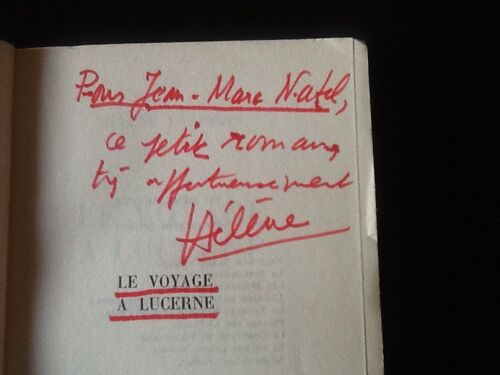 Pour Jean-Marc Natel,
ce petit roman,
très affectueusement
Hélène
LE VOYAGE
A LUCERNE